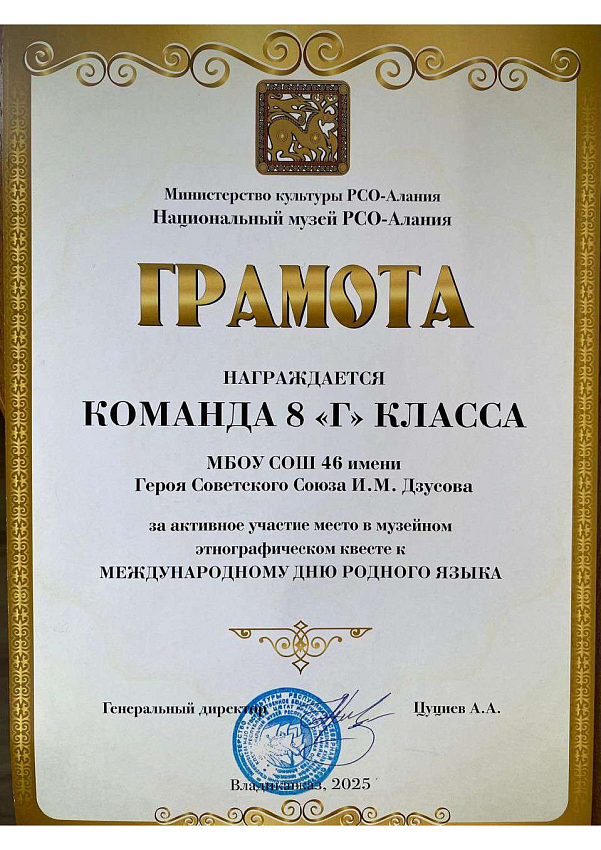 Министерство культуры РСО-Алания
Национальный музей РСО-Алания
ГРАМОТА
НАГРАЖДАЕТСЯ
КОМАНДА 8 «Г» КЛАССА
МБОУ СОШ 46 имени
Героя Советского Союза И.М. Дзусова
за активное участие место в музейном
этнографическом квесте к
МЕЖДУНАРОДНОМУ ДНЮ РОДНОГО ЯЗЫКА
Генеральный директор Цуциев А.А.
Владикавказ, 2025